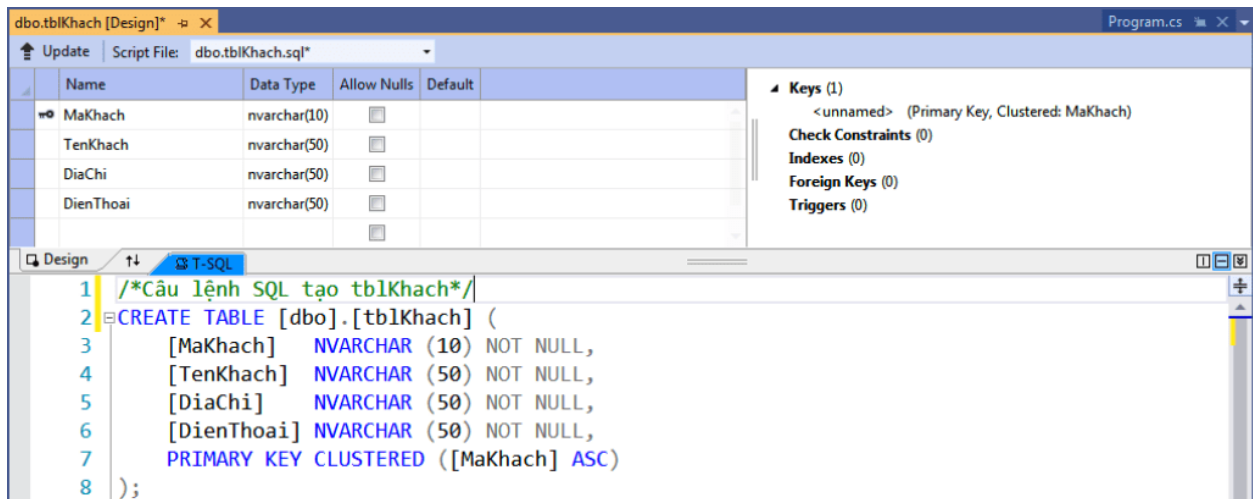 dbo.tblKhach [Design]*
Program.cs
Update Script File: dbo.tblKhach.sql*
Name Data Type Allow Nulls Default
MaKhach nvarchar(10)
TenKhach nvarchar(50)
DiaChi nvarchar(50)
DienThoai nvarchar(50)
Keys (1)
<unnamed> (Primary Key, Clustered: MaKhach)
Check Constraints (0)
Indexes (0)
Foreign Keys (0)
Triggers (0)
Design T-SQL
1 /*Câu lệnh SQL tạo tblKhach*/
2 CREATE TABLE [dbo].[tblKhach] (
3 [MaKhach] NVARCHAR (10) NOT NULL,
4 [TenKhach] NVARCHAR (50) NOT NULL,
5 [DiaChi] NVARCHAR (50) NOT NULL,
6 [DienThoai] NVARCHAR (50) NOT NULL,
7 PRIMARY KEY CLUSTERED ([MaKhach] ASC)
8 );